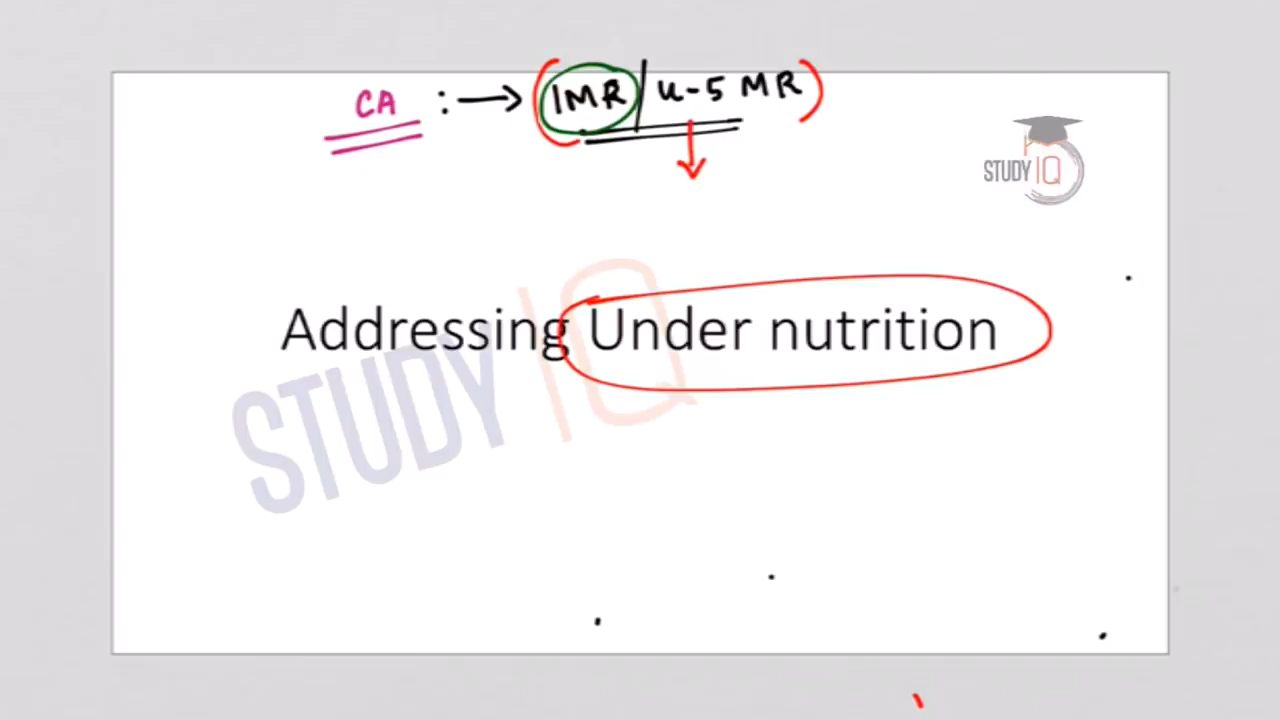 CA : → (IMR / u-5 MR)
STUDY IQ
Addressing Under nutrition
STUDY IQ